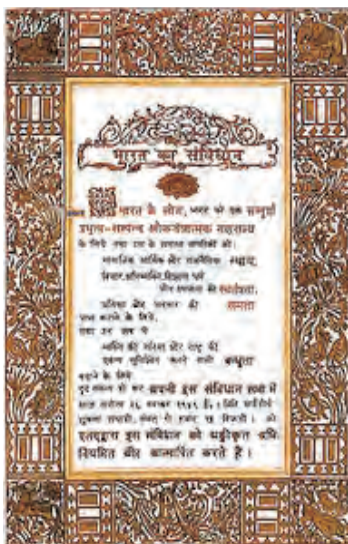 भारत का संविधान
भारत के लोग, भारत को एक सम्पूर्ण
प्रभुत्व-सम्पन्न लोकतंत्रात्मक गणराज्य
के लिये तथा उस के समस्त नागरिकों को:
सामाजिक आर्थिक और राजनैतिक
विचार,अभिव्यक्ति,विश्वास,धर्म
और उपासना की स्वतंत्रता,
प्रतिष्ठा और अवसर की समता
प्राप्त कराने के लिये,
तथा उन सब में
व्यक्ति की गरिमा और राष्ट्र की
एकता सुनिश्चित करने वाली बन्धुता
बढ़ाने के लिये
दृढ़ संकल्प हो कर अपनी इस संविधान सभा में
आज तारीख २६ नवम्बर १९४९ ई. (मिति मार्गशीर्ष
शुक्ला सप्तमी, संवत् दो हजार विक्रमी) को
एतद्द्वारा इस संविधान को अङ्गीकृत अधि
नियमित और आत्मार्पित करते हैं।